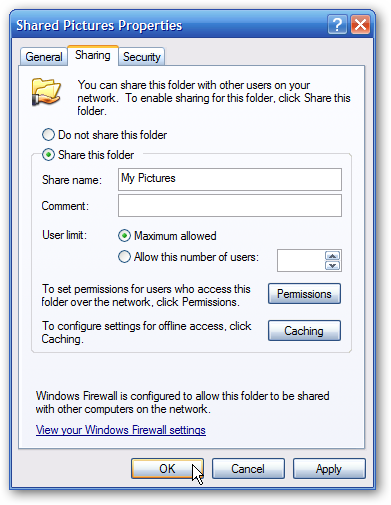 Shared Pictures Properties
General Sharing Security
You can share this folder with other users on your
network. To enable sharing for this folder, click Share this
folder.
Do not share this folder
Share this folder
Share name: My Pictures
Comment:
User limit: Maximum allowed
Allow this number of users:
To set permissions for users who access this
folder over the network, click Permissions.
Permissions
To configure settings for offline access, click
Caching.
Caching
Windows Firewall is configured to allow this folder to be shared
with other computers on the network.
View your Windows Firewall settings
OK Cancel Apply